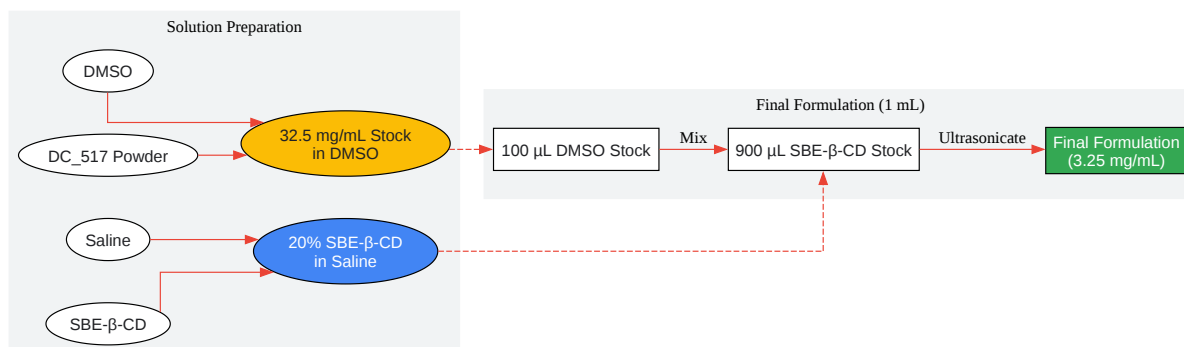 Solution Preparation
DMSO
DC_517 Powder
32.5 mg/mL Stock
in DMSO
Saline
SBE-β-CD
20% SBE-β-CD
in Saline
Final Formulation (1 mL)
100 µL DMSO Stock
Mix
900 µL SBE-β-CD Stock
Ultrasonicate
Final Formulation
(3.25 mg/mL)